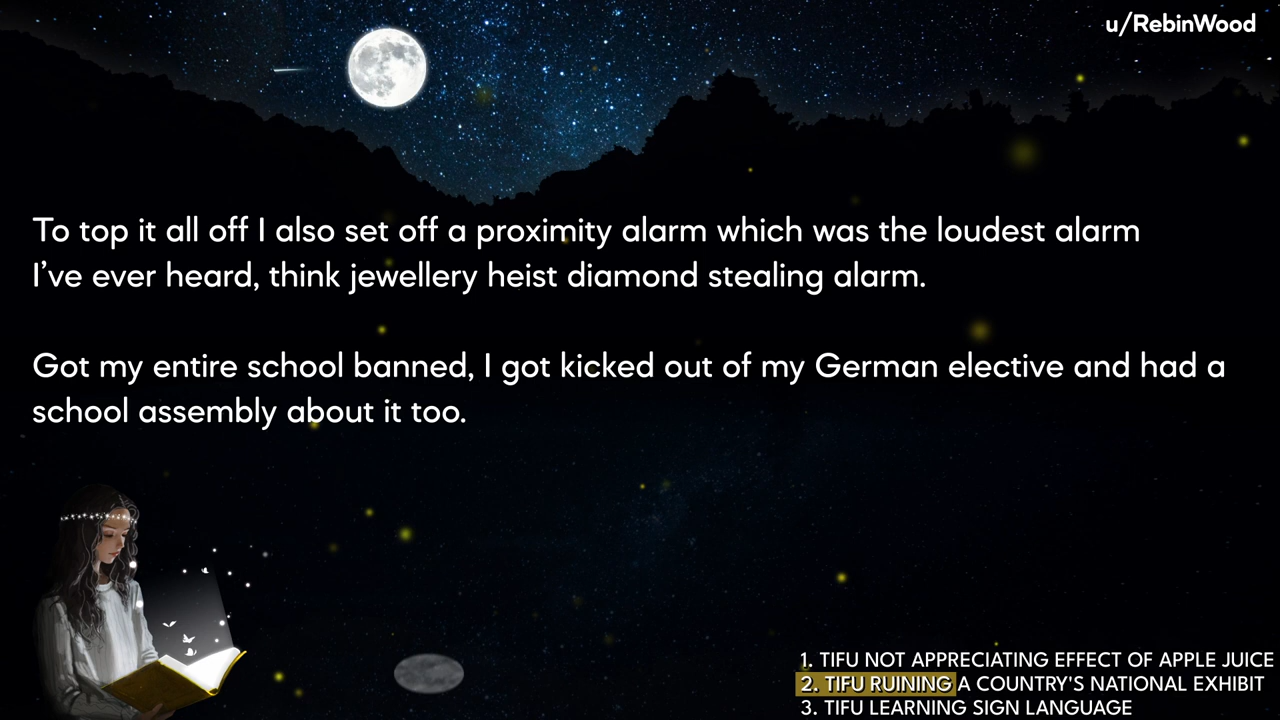 u/RebinWood
To top it all off I also set off a proximity alarm which was the loudest alarm
I’ve ever heard, think jewellery heist diamond stealing alarm.
Got my entire school banned, I got kicked out of my German elective and had a
school assembly about it too.
1. TIFU NOT APPRECIATING EFFECT OF APPLE JUICE
2. TIFU RUINING A COUNTRY'S NATIONAL EXHIBIT
3. TIFU LEARNING SIGN LANGUAGE